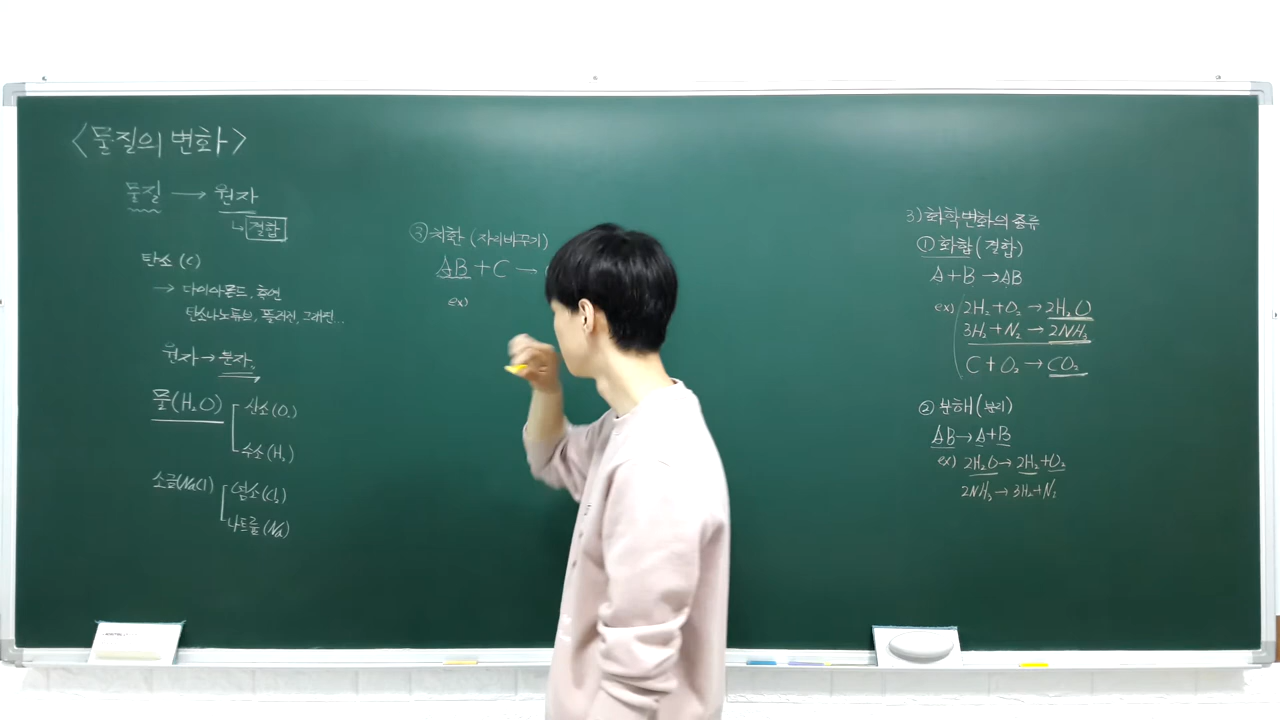 <물질의 변화>
물질 → 원자
↳ 결합
탄소 (C)
→ 다이아몬드, 흑연
탄소나노튜브, 풀러렌, 그래핀...
원자 → 분자
물(H₂O)
산소(O₂)
수소(H₂)
소금(NaCl)
염소(Cl₂)
나트륨(Na)
③ 치환 (자리바꾸기)
AB + C →
ex)
3) 화학변화의 종류
① 화합 (결합)
A + B → AB
ex) 2H₂ + O₂ → 2H₂O
3H₂ + N₂ → 2NH₃
C + O₂ → CO₂
② 분해 (분리)
AB → A + B
ex) 2H₂O → 2H₂ + O₂
2NH₃ → 3H₂ + N₂